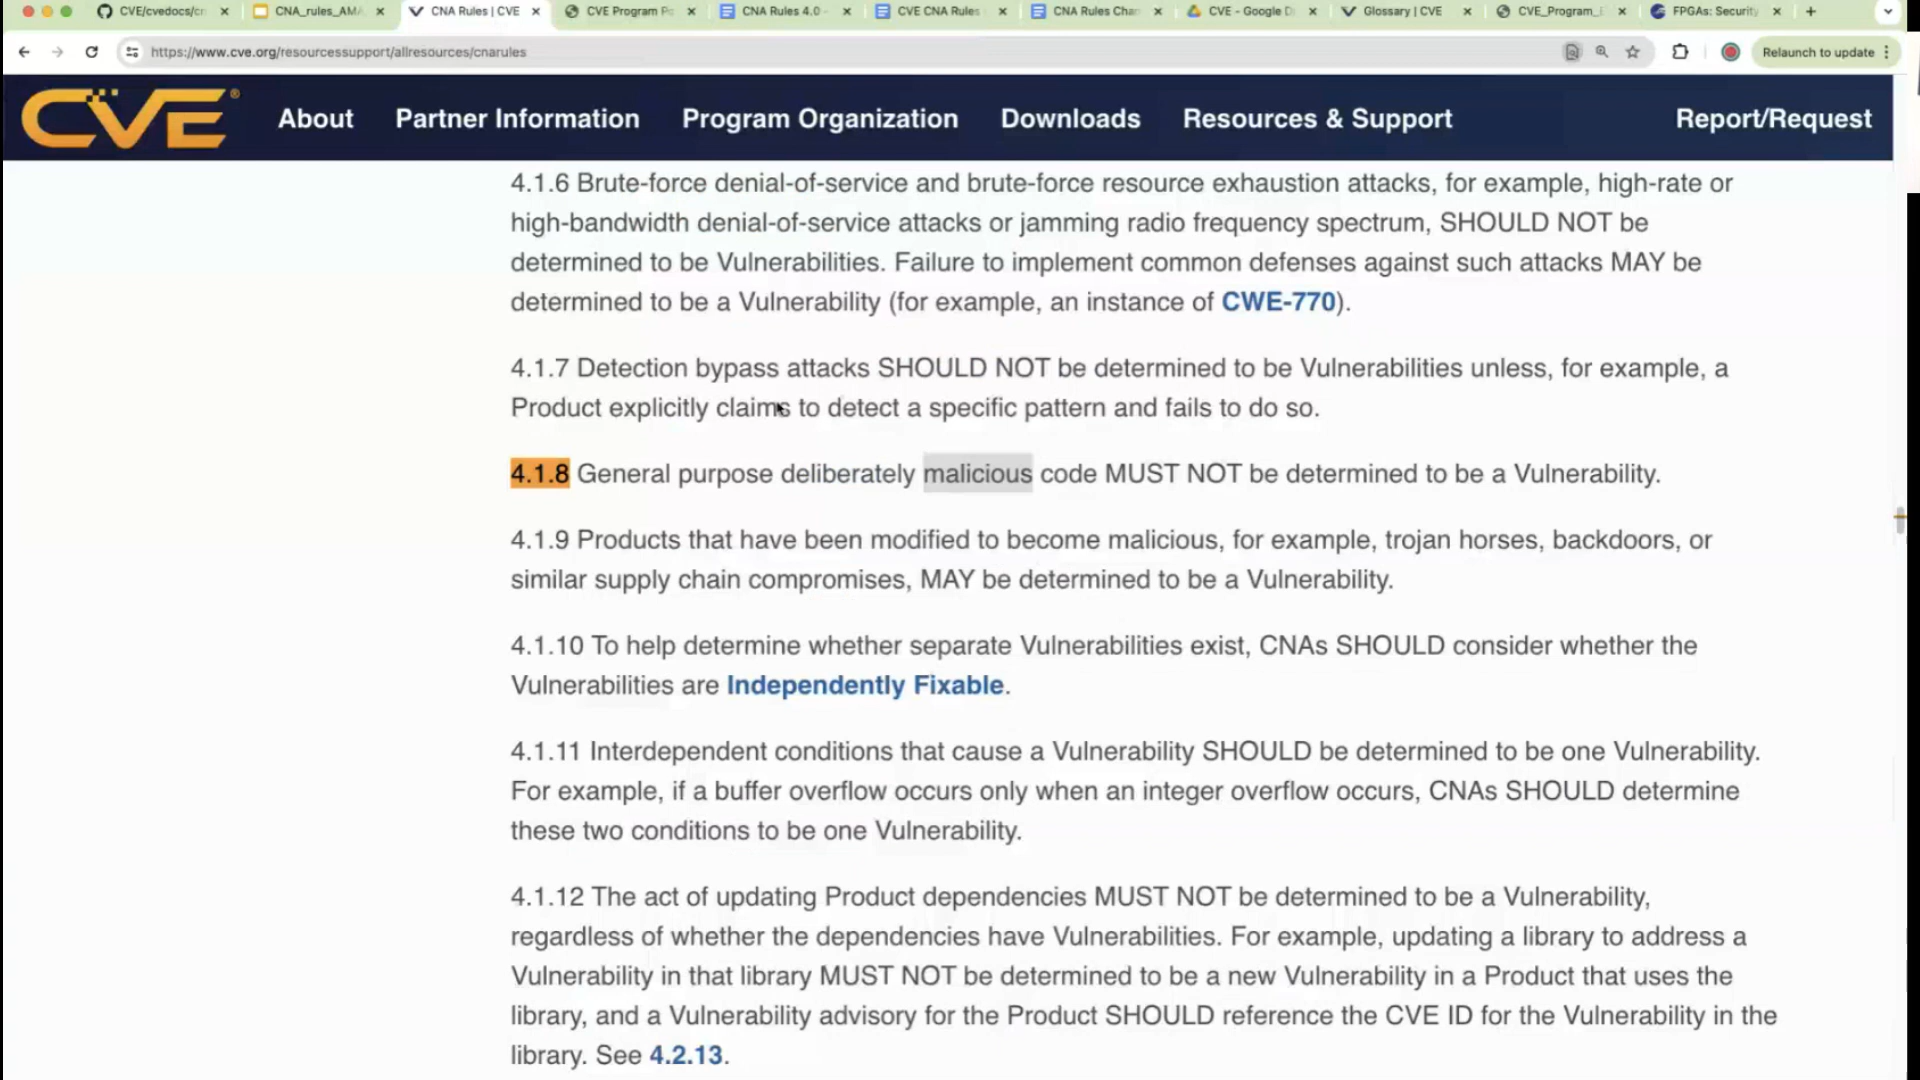 CVE/cvedocs/cr
CNA_rules_AMA
CNA Rules | CVE
CVE Program Po
CNA Rules 4.0 -
CVE CNA Rules
CNA Rules Cha
CVE - Google D
Glossary | CVE
CVE_Program_
FPGAs: Security
https://www.cve.org/resourcessupport/allresources/cnarules
Relaunch to update
CVE®
About
Partner Information
Program Organization
Downloads
Resources & Support
Report/Request
4.1.6 Brute-force denial-of-service and brute-force resource exhaustion attacks, for example, high-rate or
high-bandwidth denial-of-service attacks or jamming radio frequency spectrum, SHOULD NOT be
determined to be Vulnerabilities. Failure to implement common defenses against such attacks MAY be
determined to be a Vulnerability (for example, an instance of CWE-770).
4.1.7 Detection bypass attacks SHOULD NOT be determined to be Vulnerabilities unless, for example, a
Product explicitly claims to detect a specific pattern and fails to do so.
4.1.8 General purpose deliberately malicious code MUST NOT be determined to be a Vulnerability.
4.1.9 Products that have been modified to become malicious, for example, trojan horses, backdoors, or
similar supply chain compromises, MAY be determined to be a Vulnerability.
4.1.10 To help determine whether separate Vulnerabilities exist, CNAs SHOULD consider whether the
Vulnerabilities are Independently Fixable.
4.1.11 Interdependent conditions that cause a Vulnerability SHOULD be determined to be one Vulnerability.
For example, if a buffer overflow occurs only when an integer overflow occurs, CNAs SHOULD determine
these two conditions to be one Vulnerability.
4.1.12 The act of updating Product dependencies MUST NOT be determined to be a Vulnerability,
regardless of whether the dependencies have Vulnerabilities. For example, updating a library to address a
Vulnerability in that library MUST NOT be determined to be a new Vulnerability in a Product that uses the
library, and a Vulnerability advisory for the Product SHOULD reference the CVE ID for the Vulnerability in the
library. See 4.2.13.